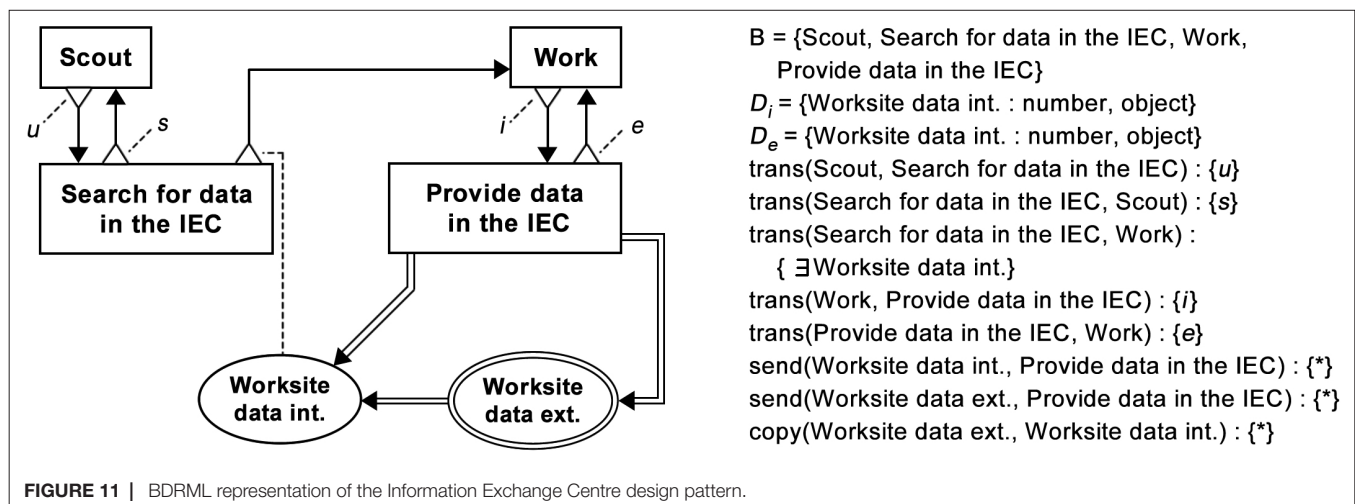 Scout
Work
u
s
i
e
Search for data
in the IEC
Provide data
in the IEC
Worksite
data int.
Worksite
data ext.
B = {Scout, Search for data in the IEC, Work,
Provide data in the IEC}
Di = {Worksite data int. : number, object}
De = {Worksite data int. : number, object}
trans(Scout, Search for data in the IEC) : {u}
trans(Search for data in the IEC, Scout) : {s}
trans(Search for data in the IEC, Work) :
{ ∃Worksite data int.}
trans(Work, Provide data in the IEC) : {i}
trans(Provide data in the IEC, Work) : {e}
send(Worksite data int., Provide data in the IEC) : {*}
send(Worksite data ext., Provide data in the IEC) : {*}
copy(Worksite data ext., Worksite data int.) : {*}
FIGURE 11 | BDRML representation of the Information Exchange Centre design pattern.